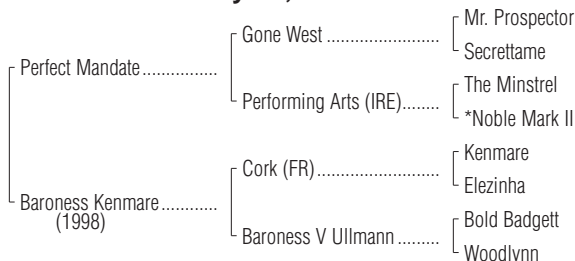 Mr. Prospector
Gone West
Secrettame
Perfect Mandate
The Minstrel
Performing Arts (IRE)
*Noble Mark II
Kenmare
Cork (FR)
Elezinha
Baroness Kenmare
(1998)
Bold Badgett
Baroness V Ullmann
Woodlynn